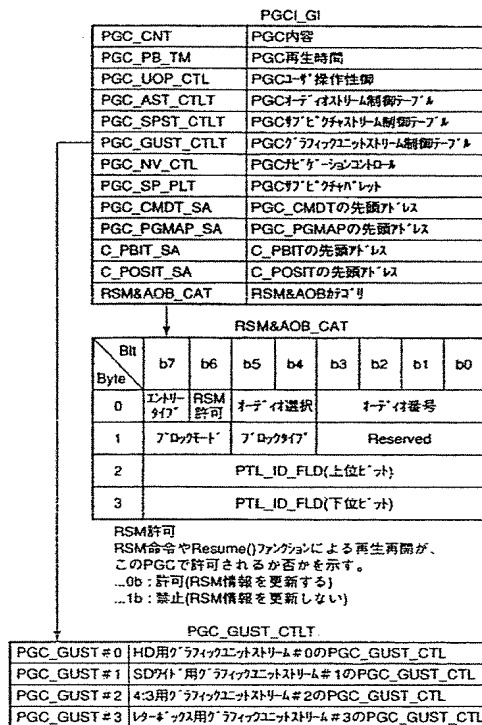 PGCI_GI
PGC_CNT PGC内容
PGC_PB_TM PGC再生時間
PGC_UOP_CTL PGCﾕｰｻﾞ操作性御
PGC_AST_CTLT PGCｵｰﾃﾞｨｵｽﾄﾘｰﾑ制御ﾃｰﾌﾞﾙ
PGC_SPST_CTLT PGCｻﾌﾞﾋﾟｸﾁｬｽﾄﾘｰﾑ制御ﾃｰﾌﾞﾙ
PGC_GUST_CTLT PGCｸﾞﾗﾌｨｯｸﾕﾆｯﾄｽﾄﾘｰﾑ制御ﾃｰﾌﾞﾙ
PGC_NV_CTL PGCﾅﾋﾞｹﾞｰｼｮﾝｺﾝﾄﾛｰﾙ
PGC_SP_PLT PGCｻﾌﾞﾋﾟｸﾁｬﾊﾟﾚｯﾄ
PGC_CMDT_SA PGC_CMDTの先頭ｱﾄﾞﾚｽ
PGC_PGMAP_SA PGC_PGMAPの先頭ｱﾄﾞﾚｽ
C_PBIT_SA C_PBITの先頭ｱﾄﾞﾚｽ
C_POSIT_SA C_POSITの先頭ｱﾄﾞﾚｽ
RSM&AOB_CAT RSM&AOBｶﾃｺﾞﾘ
RSM&AOB_CAT
Bit
Byte b7 b6 b5 b4 b3 b2 b1 b0
0 ｴﾝﾄﾘｰﾀｲﾌﾟ RSM許可 ｵｰﾃﾞｨｵ選択 ｵｰﾃﾞｨｵ番号
1 ﾌﾞﾛｯｸﾓｰﾄﾞ ﾌﾞﾛｯｸﾀｲﾌﾟ Reserved
2 PTL_ID_FLD(上位ﾋﾞｯﾄ)
3 PTL_ID_FLD(下位ﾋﾞｯﾄ)
RSM許可
RSM命令やResume()ﾌｧﾝｸｼｮﾝによる再生再開が、
このPGCで許可されるか否かを示す。
...0b：許可(RSM情報を更新する)
...1b：禁止(RSM情報を更新しない)
PGC_GUST_CTLT
PGC_GUST#0 HD用ｸﾞﾗﾌｨｯｸﾕﾆｯﾄｽﾄﾘｰﾑ#0のPGC_GUST_CTL
PGC_GUST#1 SDﾜｲﾄﾞ用ｸﾞﾗﾌｨｯｸﾕﾆｯﾄｽﾄﾘｰﾑ#1のPGC_GUST_CTL
PGC_GUST#2 4:3用ｸﾞﾗﾌｨｯｸﾕﾆｯﾄｽﾄﾘｰﾑ#2のPGC_GUST_CTL
PGC_GUST#3 ﾚﾀｰﾎﾞｯｸｽ用ｸﾞﾗﾌｨｯｸﾕﾆｯﾄｽﾄﾘｰﾑ#3のPGC_GUST_CTL